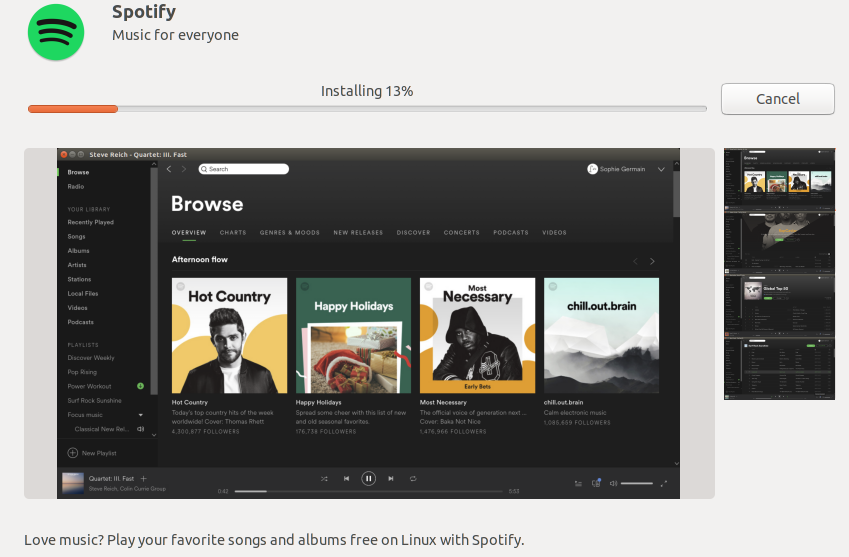 Spotify
Music for everyone
Installing 13%
Cancel
Steve Reich - Quartet: III. Fast
Search
Sophie Germain
Browse
Radio
YOUR LIBRARY
Recently Played
Songs
Albums
Artists
Stations
Local Files
Videos
Podcasts
PLAYLISTS
Discover Weekly
Pop Rising
Power Workout
Surf Rock Sunshine
Focus music
Classical New Rel...
New Playlist
Browse
OVERVIEW CHARTS GENRES & MOODS NEW RELEASES DISCOVER CONCERTS PODCASTS VIDEOS
Afternoon flow
Hot Country
Happy Holidays
Most
Necessary
Early Bets
chill.out.brain
Hot Country
Today's top country hits of the week
worldwide! Cover: Thomas Rhett
4,300,877 FOLLOWERS
Happy Holidays
Spread some cheer with this list of new
and old seasonal favorites.
176,738 FOLLOWERS
Most Necessary
The official voice of generation next ...
Cover: Baka Not Nice
1,476,966 FOLLOWERS
chill.out.brain
Calm electronic music
1,085,609 FOLLOWERS
Quartet: III. Fast
Steve Reich, Colin Currie Group
0:42
5:53
Browse
Global Top 50
Love music? Play your favorite songs and albums free on Linux with Spotify.